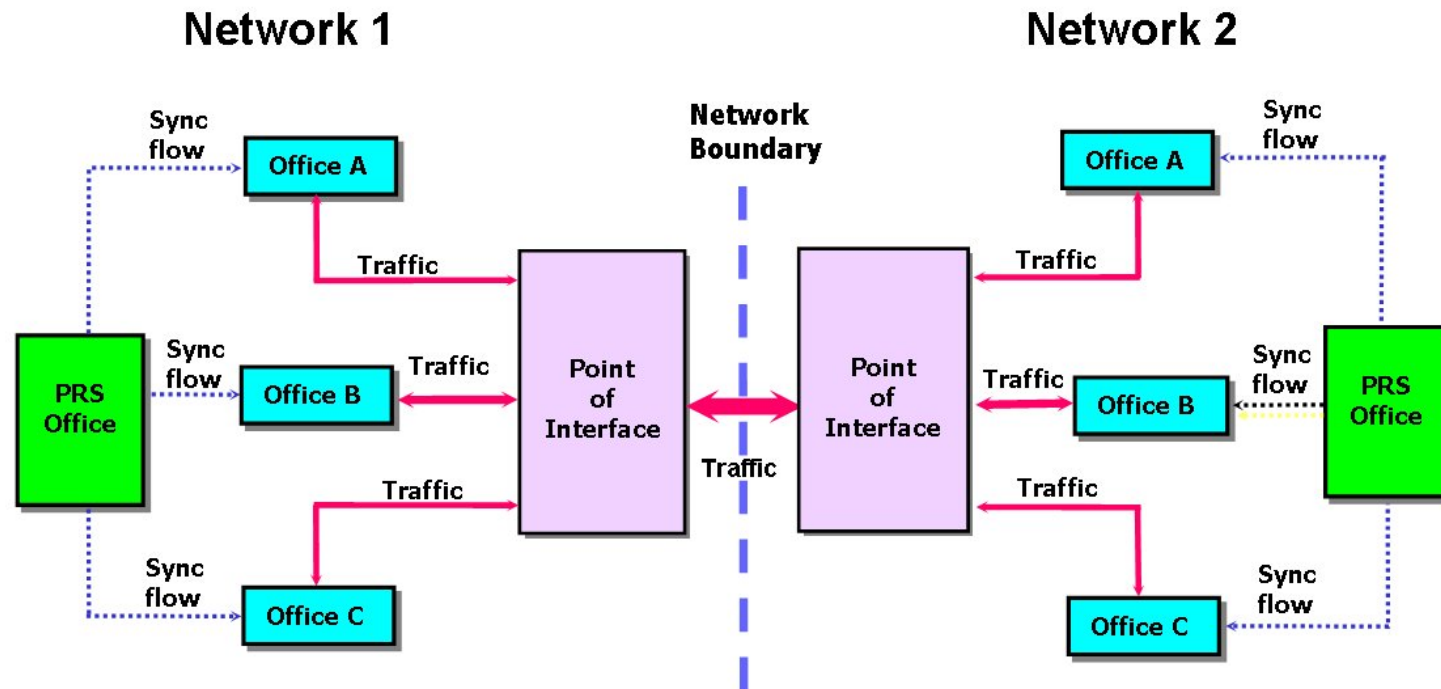 Network 1
Network 2
Sync
flow
Office A
Traffic
Network
Boundary
Office A
Sync
flow
Traffic
PRS
Office
Sync
flow
Office B
Traffic
Point
of
Interface
Traffic
Point
of
Interface
Traffic
Office B
Sync
flow
PRS
Office
Traffic
Sync
flow
Office C
Traffic
Office C
Sync
flow